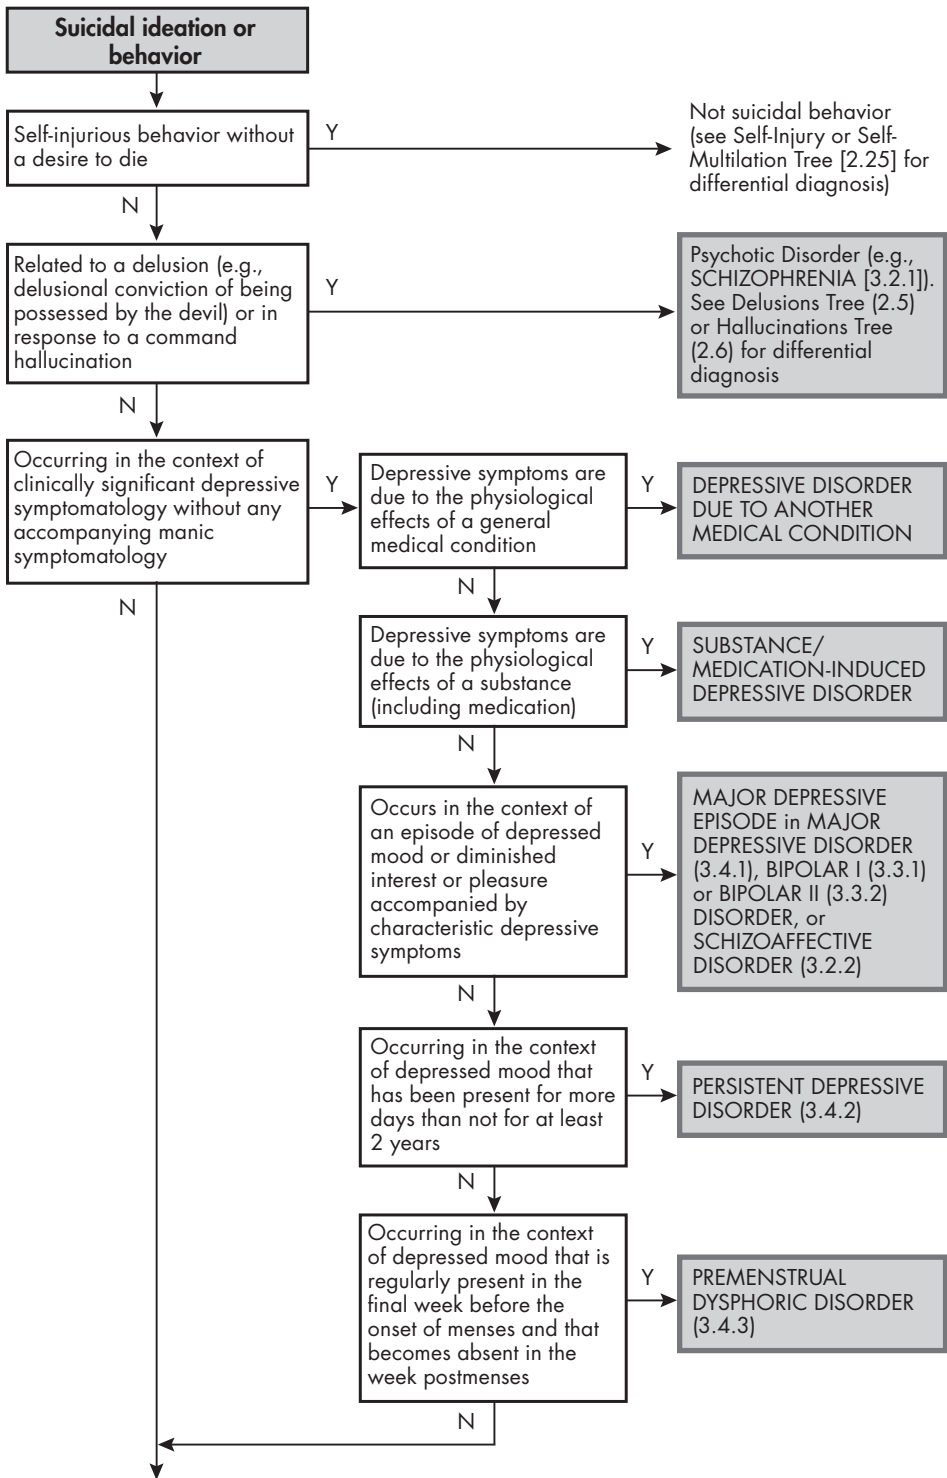 Suicidal ideation or
behavior
Self-injurious behavior without
a desire to die
Y
Not suicidal behavior
(see Self-Injury or Self-
Multilation Tree [2.25] for
differential diagnosis)
N
Related to a delusion (e.g.,
delusional conviction of being
possessed by the devil) or in
response to a command
hallucination
Y
Psychotic Disorder (e.g.,
SCHIZOPHRENIA [3.2.1]).
See Delusions Tree (2.5)
or Hallucinations Tree
(2.6) for differential
diagnosis
N
Occurring in the context of
clinically significant depressive
symptomatology without any
accompanying manic
symptomatology
Y
Depressive symptoms are
due to the physiological
effects of a general
medical condition
Y
DEPRESSIVE DISORDER
DUE TO ANOTHER
MEDICAL CONDITION
N
N
Depressive symptoms are
due to the physiological
effects of a substance
(including medication)
Y
SUBSTANCE/
MEDICATION-INDUCED
DEPRESSIVE DISORDER
N
Occurs in the context of
an episode of depressed
mood or diminished
interest or pleasure
accompanied by
characteristic depressive
symptoms
Y
MAJOR DEPRESSIVE
EPISODE in MAJOR
DEPRESSIVE DISORDER
(3.4.1), BIPOLAR I (3.3.1)
or BIPOLAR II (3.3.2)
DISORDER, or
SCHIZOAFFECTIVE
DISORDER (3.2.2)
N
Occurring in the context
of depressed mood that
has been present for more
days than not for at least
2 years
Y
PERSISTENT DEPRESSIVE
DISORDER (3.4.2)
N
Occurring in the context
of depressed mood that is
regularly present in the
final week before the
onset of menses and that
becomes absent in the
week postmenses
Y
PREMENSTRUAL
DYSPHORIC DISORDER
(3.4.3)
N